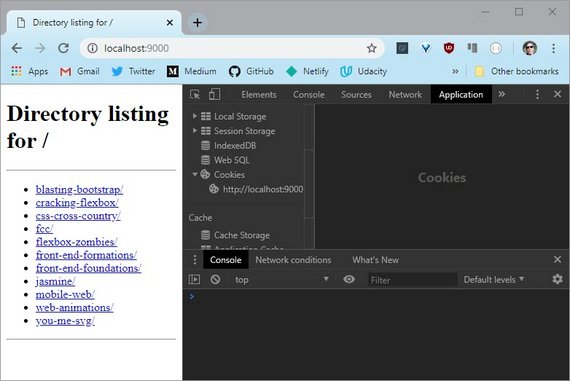 Directory listing for /
localhost:9000
Apps Gmail Twitter Medium GitHub Netlify Udacity » Other bookmarks
Directory listing
for /
blasting-bootstrap/
cracking-flexbox/
css-cross-country/
fcc/
flexbox-zombies/
front-end-formations/
front-end-foundations/
jasmine/
mobile-web/
web-animations/
you-me-svg/
Elements Console Sources Network Application »
Local Storage
Session Storage
IndexedDB
Web SQL
Cookies
http://localhost:9000
Cache
Cache Storage
Application Cache
Cookies
Console Network conditions What's New
top Filter Default levels